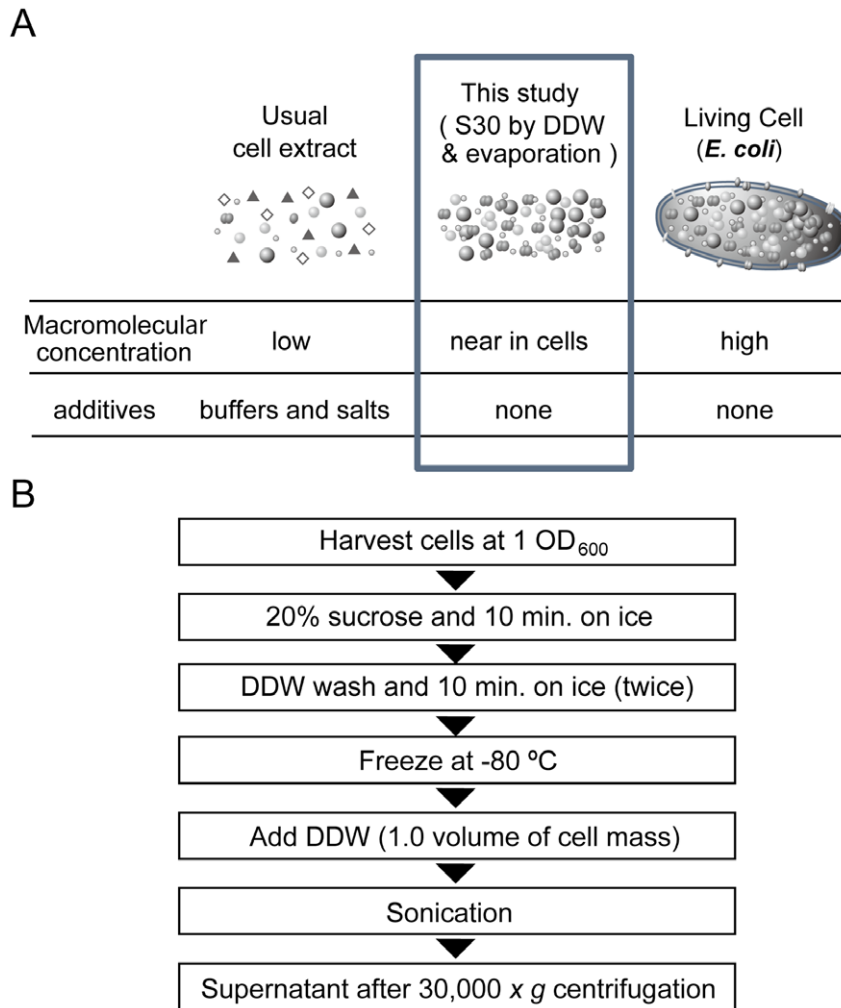 A
Usual
cell extract
This study
( S30 by DDW
& evaporation )
Living Cell
(E. coli)
Macromolecular
concentration
low
near in cells
high
additives
buffers and salts
none
none
B
Harvest cells at 1 OD600
20% sucrose and 10 min. on ice
DDW wash and 10 min. on ice (twice)
Freeze at -80 ºC
Add DDW (1.0 volume of cell mass)
Sonication
Supernatant after 30,000 x g centrifugation